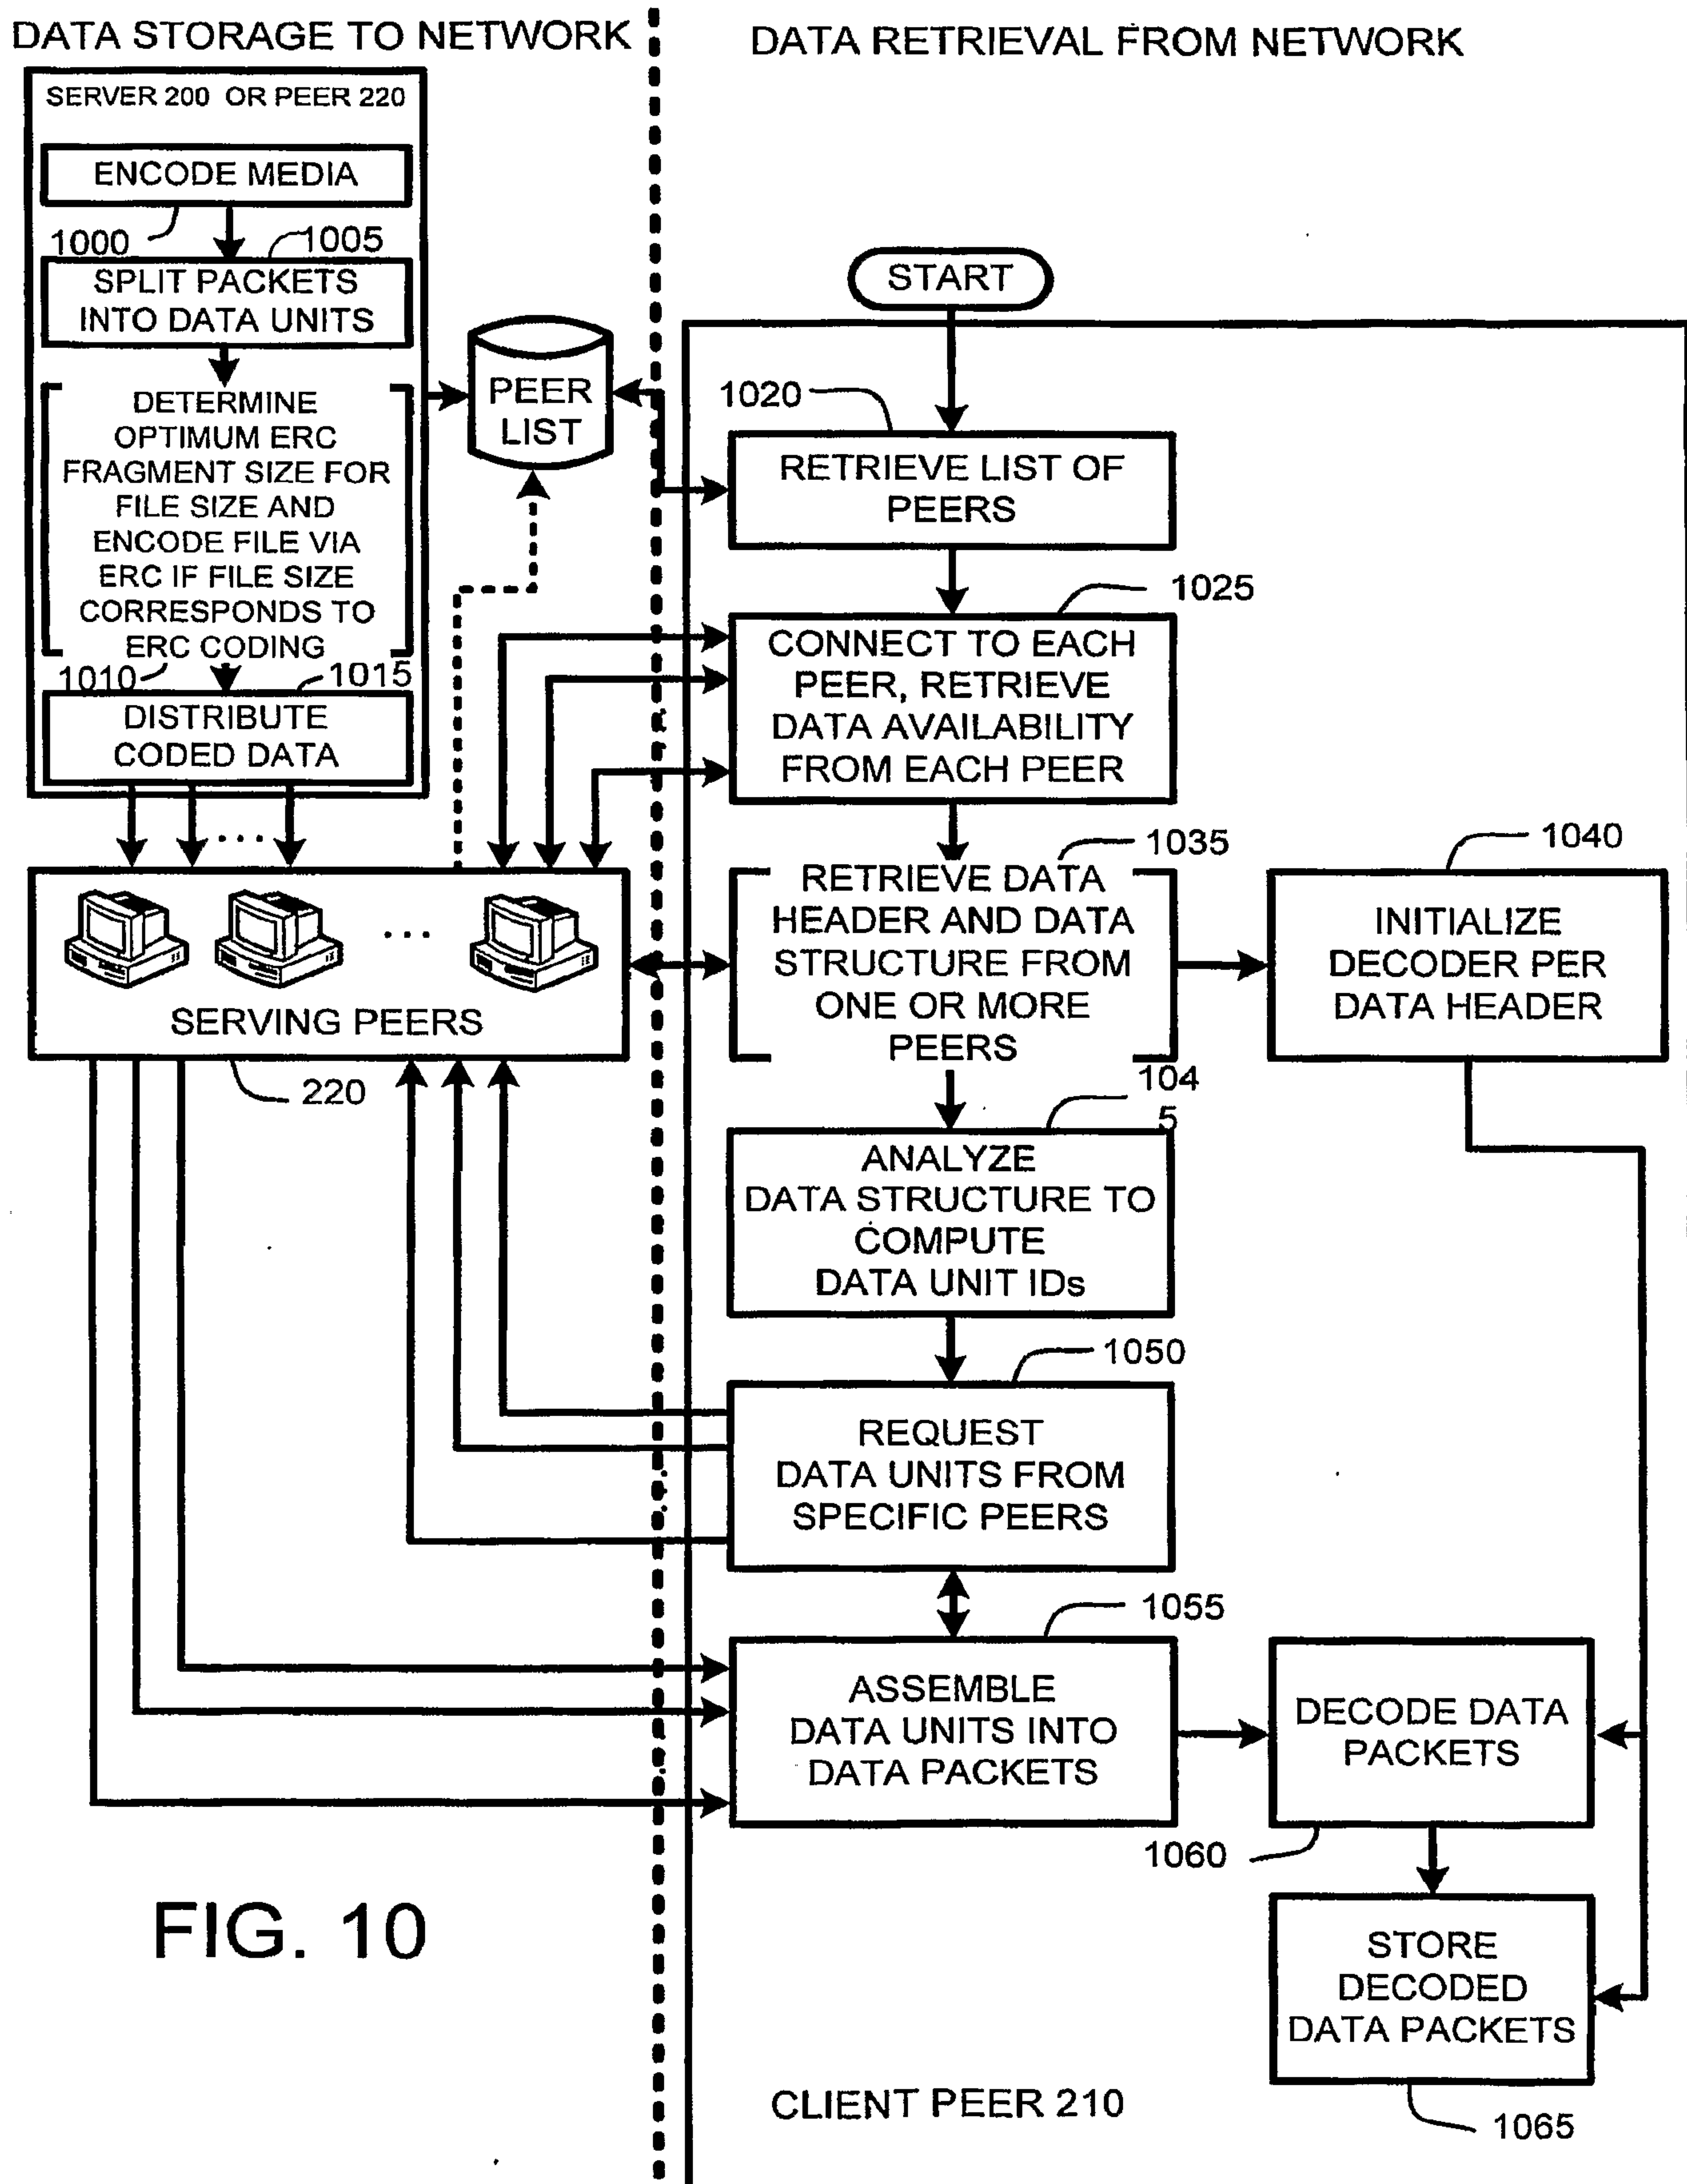 DATA STORAGE TO NETWORK
DATA RETRIEVAL FROM NETWORK
SERVER 200 OR PEER 220
ENCODE MEDIA
1000
1005
SPLIT PACKETS
INTO DATA UNITS
DETERMINE
OPTIMUM ERC
FRAGMENT SIZE FOR
FILE SIZE AND
ENCODE FILE VIA
ERC IF FILE SIZE
CORRESPONDS TO
ERC CODING
1010
1015
DISTRIBUTE
CODED DATA
PEER
LIST
...
...
SERVING PEERS
220
START
1020
RETRIEVE LIST OF
PEERS
1025
CONNECT TO EACH
PEER, RETRIEVE
DATA AVAILABILITY
FROM EACH PEER
1035
RETRIEVE DATA
HEADER AND DATA
STRUCTURE FROM
ONE OR MORE
PEERS
1040
INITIALIZE
DECODER PER
DATA HEADER
104
5
ANALYZE
DATA STRUCTURE TO
COMPUTE
DATA UNIT IDs
1050
REQUEST
DATA UNITS FROM
SPECIFIC PEERS
1055
ASSEMBLE
DATA UNITS INTO
DATA PACKETS
DECODE DATA
PACKETS
1060
STORE
DECODED
DATA PACKETS
1065
CLIENT PEER 210
FIG. 10